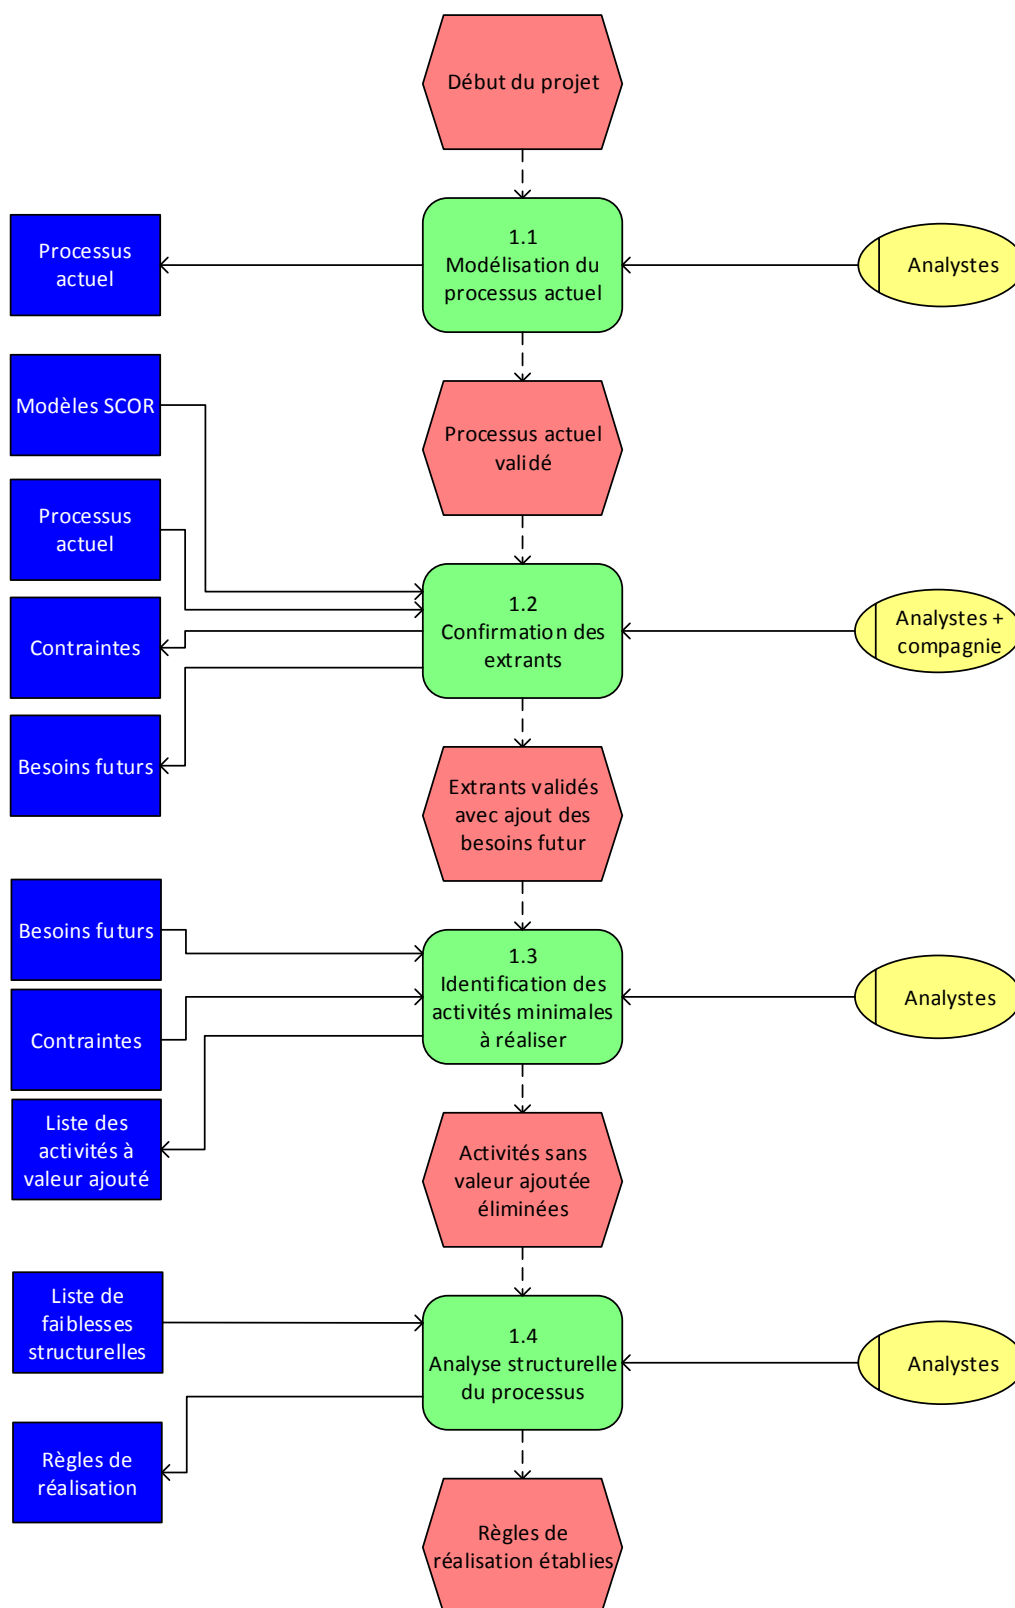 Début du projet
1.1
Modélisation du
processus actuel
Processus
actuel
Analystes
Modèles SCOR
Processus actuel
validé
Processus
actuel
1.2
Confirmation des
extrants
Analystes +
compagnie
Contraintes
Besoins futurs
Extrants validés
avec ajout des
besoins futur
Besoins futurs
1.3
Identification des
activités minimales
à réaliser
Analystes
Contraintes
Liste des
activités à
valeur ajouté
Activités sans
valeur ajoutée
éliminées
Liste de
faiblesses
structurelles
1.4
Analyse structurelle
du processus
Analystes
Règles de
réalisation
Règles de
réalisation établies